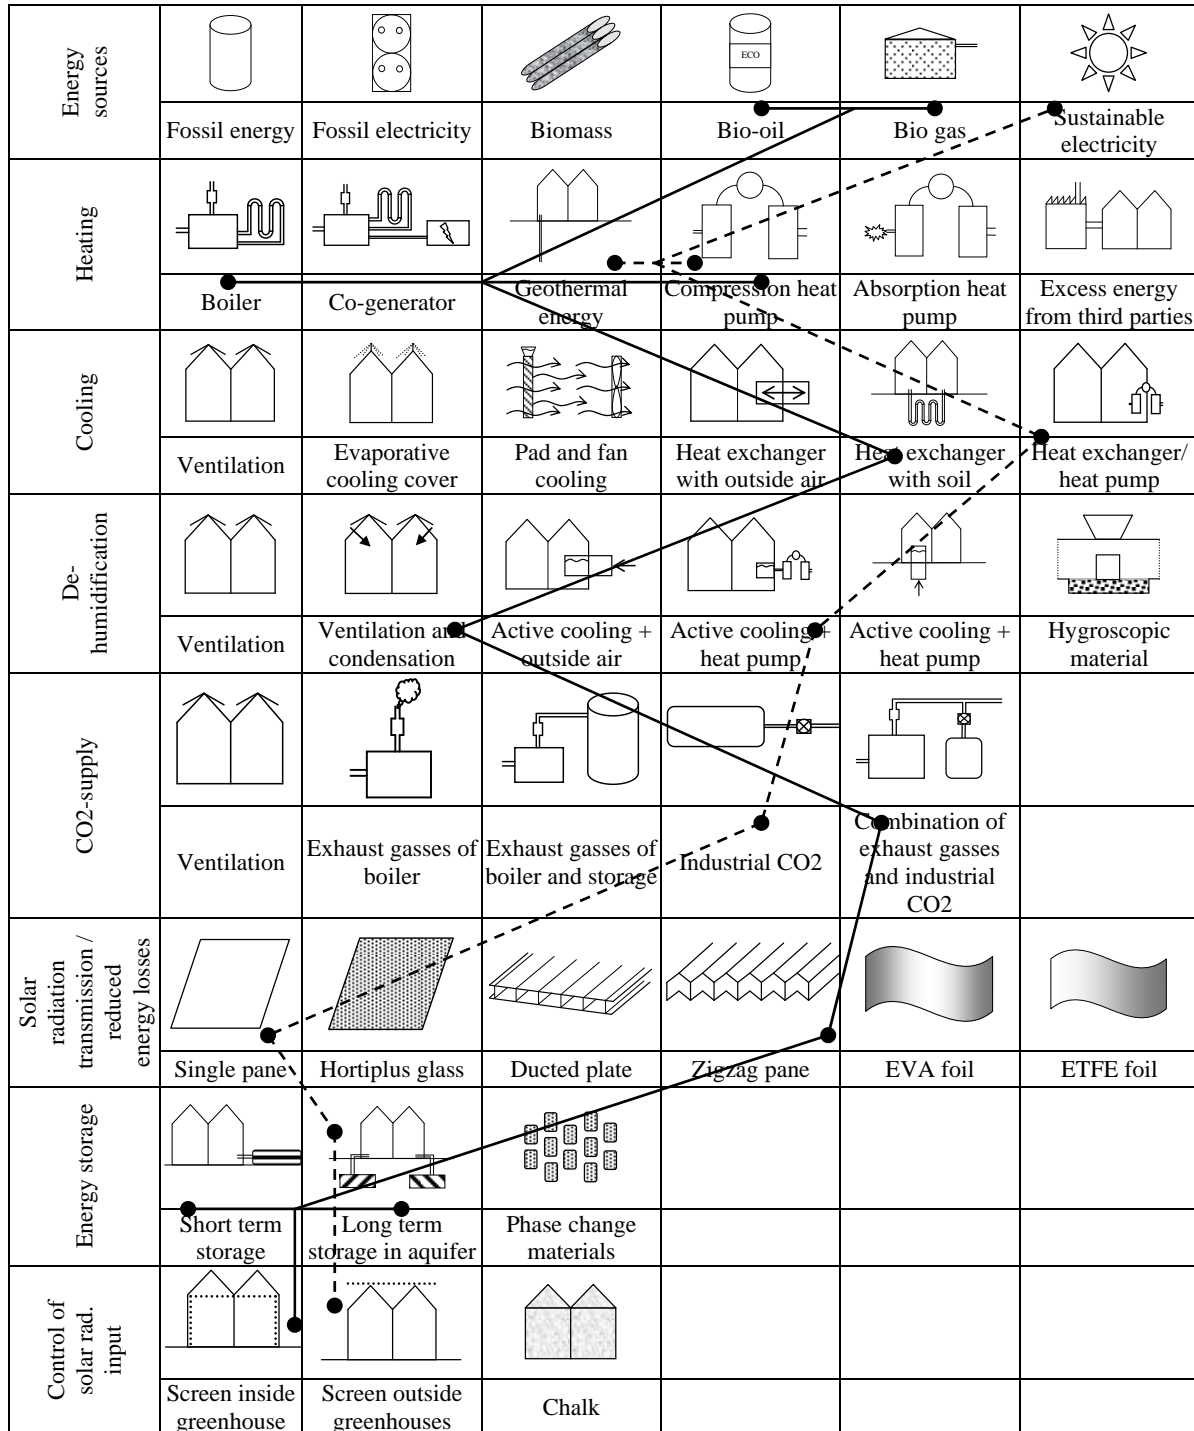 Energy
sources
ECO
Fossil energy
Fossil electricity
Biomass
Bio-oil
Bio gas
Sustainable
electricity
Heating
Boiler
Co-generator
Geothermal
energy
Compression heat
pump
Absorption heat
pump
Excess energy
from third parties
Cooling
Ventilation
Evaporative
cooling cover
Pad and fan
cooling
Heat exchanger
with outside air
Heat exchanger
with soil
Heat exchanger/
heat pump
De-
humidification
Ventilation
Ventilation and
condensation
Active cooling +
outside air
Active cooling +
heat pump
Active cooling +
heat pump
Hygroscopic
material
CO2-supply
Ventilation
Exhaust gasses of
boiler
Exhaust gasses of
boiler and storage
Industrial CO2
Combination of
exhaust gasses
and industrial
CO2
Solar
radiation
transmission /
reduced
energy losses
Single pane
Hortiplus glass
Ducted plate
Zigzag pane
EVA foil
ETFE foil
Energy storage
Short term
storage
Long term
storage in aquifer
Phase change
materials
Control of
solar rad.
input
Screen inside
greenhouse
Screen outside
greenhouses
Chalk